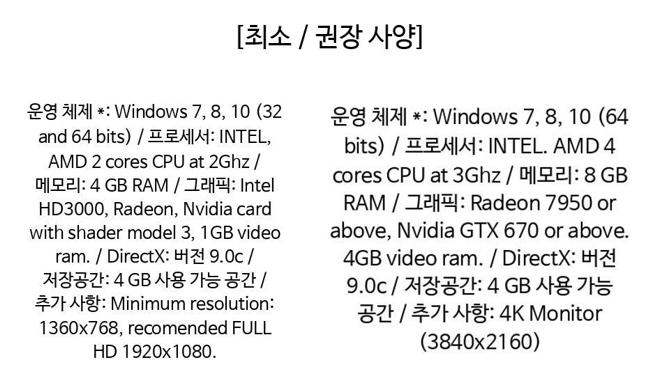 [최소 / 권장 사양]
운영 체제 *: Windows 7, 8, 10 (32
and 64 bits) / 프로세서: INTEL,
AMD 2 cores CPU at 2Ghz /
메모리: 4 GB RAM / 그래픽: Intel
HD3000, Radeon, Nvidia card
with shader model 3, 1GB video
ram. / DirectX: 버전 9.0c /
저장공간: 4 GB 사용 가능 공간 /
추가 사항: Minimum resolution:
1360x768, recomended FULL
HD 1920x1080.
운영 체제 *: Windows 7, 8, 10 (64
bits) / 프로세서: INTEL. AMD 4
cores CPU at 3Ghz / 메모리: 8 GB
RAM / 그래픽: Radeon 7950 or
above, Nvidia GTX 670 or above.
4GB video ram. / DirectX: 버전
9.0c / 저장공간: 4 GB 사용 가능
공간 / 추가 사항: 4K Monitor
(3840x2160)